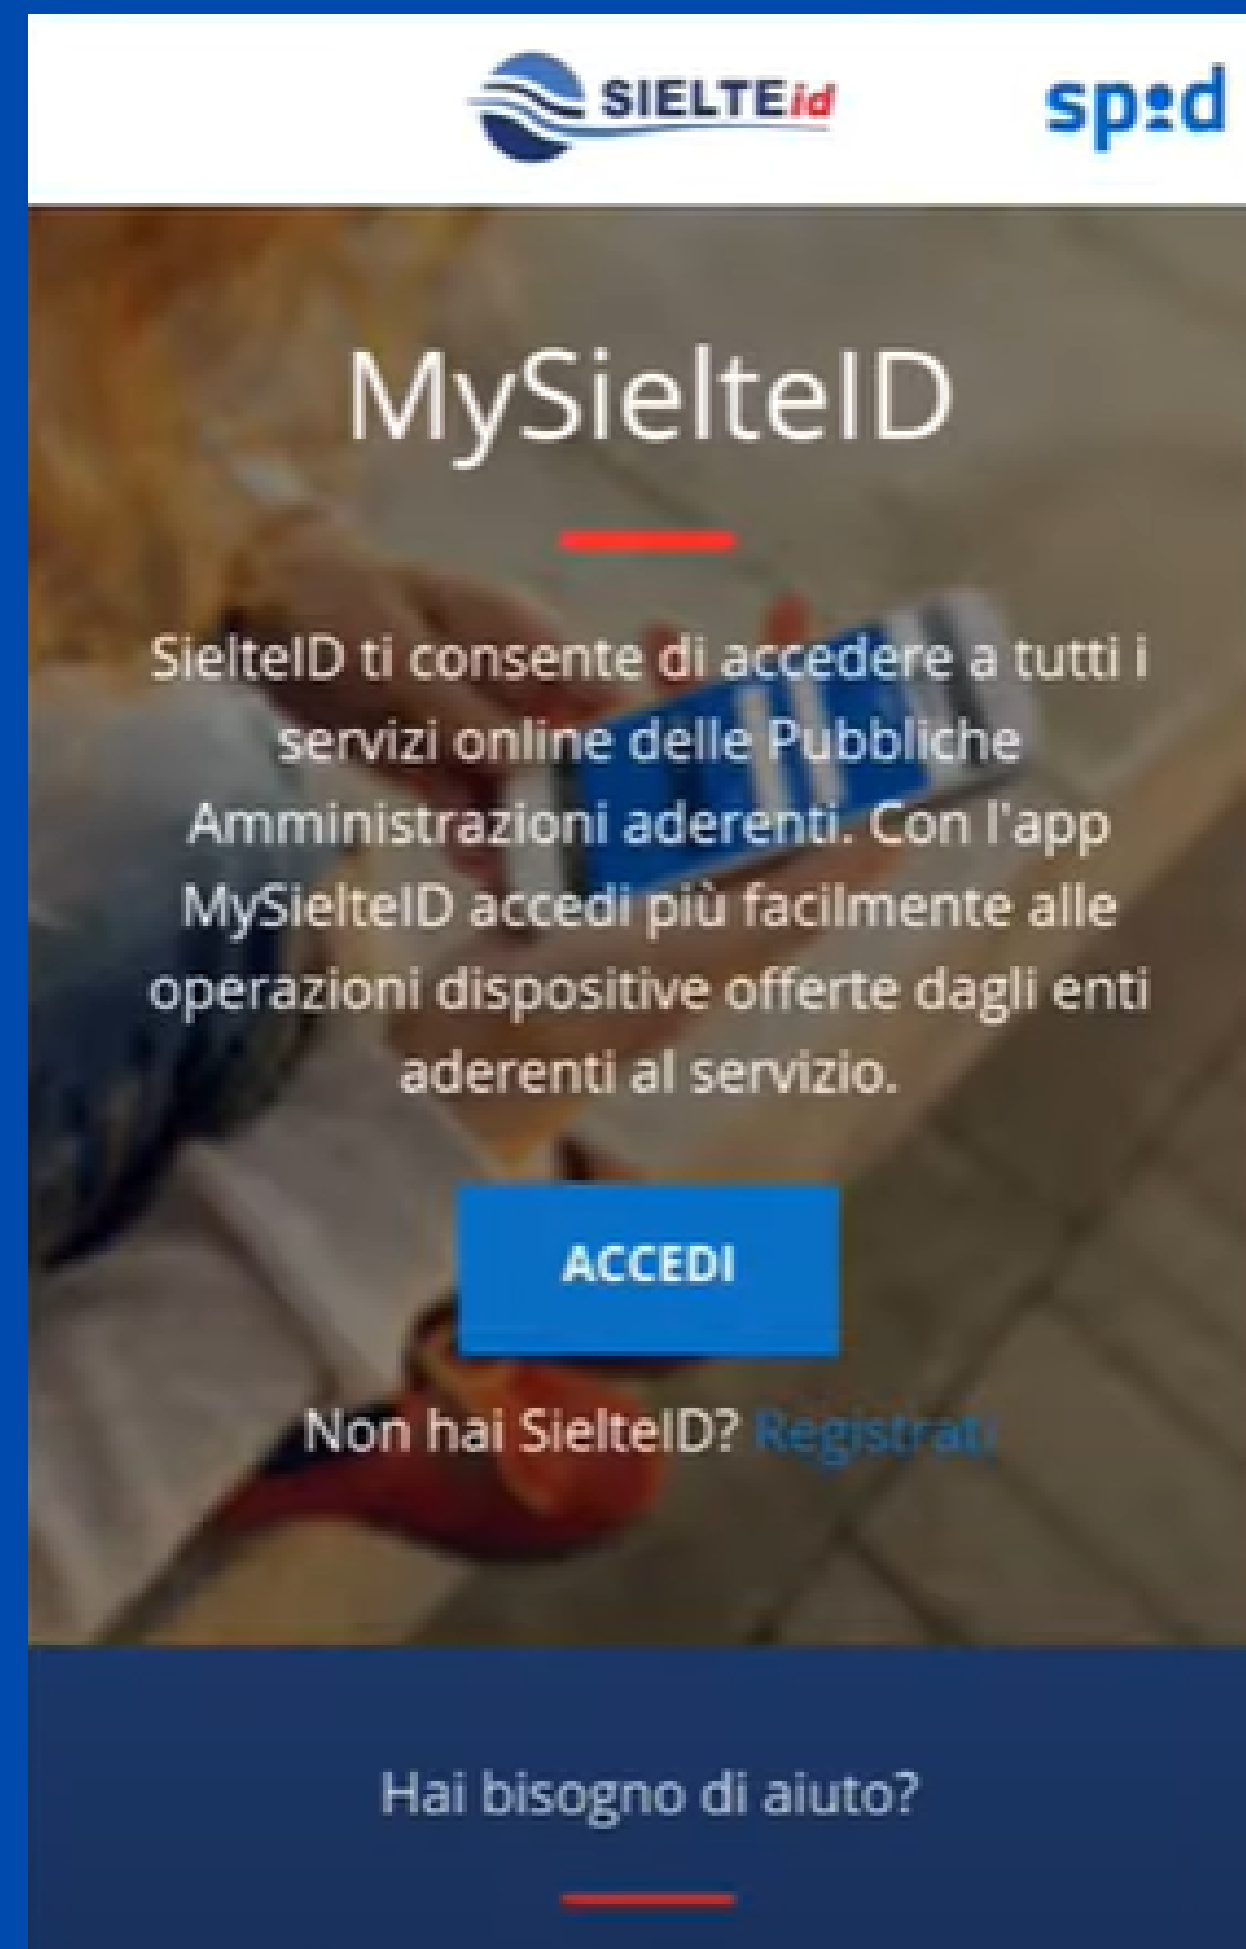 SIELTEid
spid
MySielteID
SielteID ti consente di accedere a tutti i
servizi online delle Pubbliche
Amministrazioni aderenti. Con l'app
MySielteID accedi più facilmente alle
operazioni dispositive offerte dagli enti
aderenti al servizio.
ACCEDI
Non hai SielteID? Registrati
Hai bisogno di aiuto?